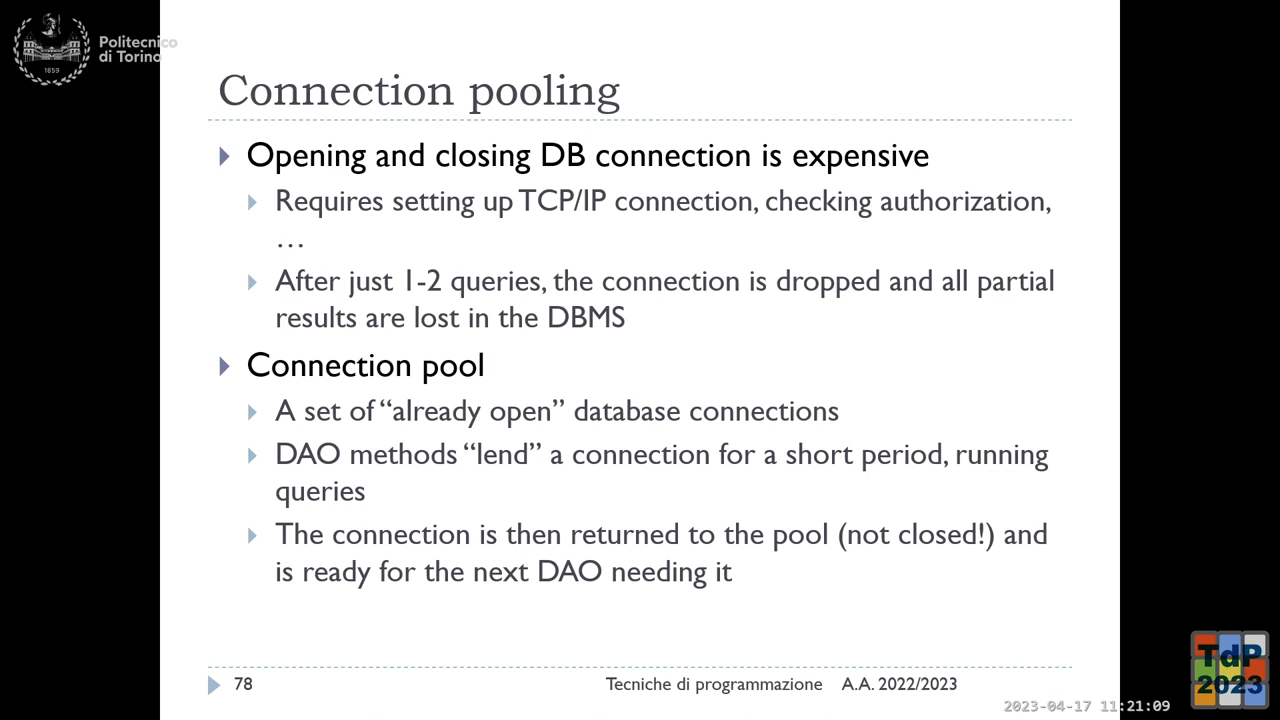 Politecnico
di Torino
1859
Connection pooling
Opening and closing DB connection is expensive
Requires setting up TCP/IP connection, checking authorization,
…
After just 1-2 queries, the connection is dropped and all partial
results are lost in the DBMS
Connection pool
A set of “already open” database connections
DAO methods “lend” a connection for a short period, running
queries
The connection is then returned to the pool (not closed!) and
is ready for the next DAO needing it
78
Tecniche di programmazione A.A. 2022/2023
2023-04-17 11:21:09
TdP
2023